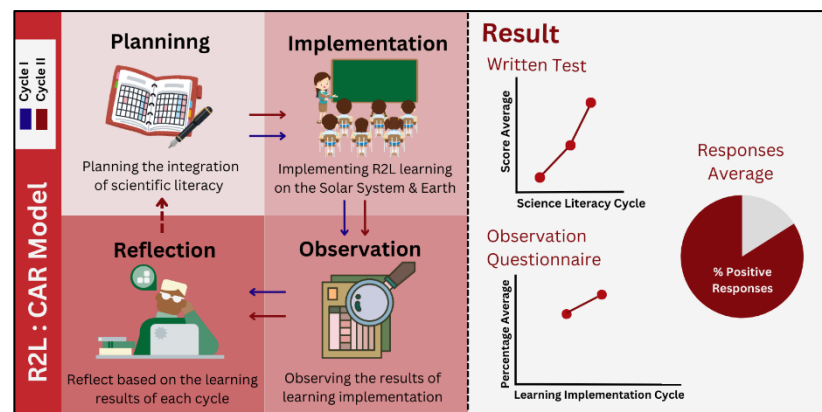 R2L : CAR Model
Cycle I
Cycle II
Planninng
Planning the integration
of scientific literacy
Implementation
Implementing R2L learning
on the Solar System & Earth
Reflection
Reflect based on the learning
results of each cycle
Observation
Observing the results of
learning implementation
Result
Written Test
Score Average
Science Literacy Cycle
Observation
Questionnaire
Percentage Average
Learning Implementation Cycle
Responses
Average
% Positive
Responses